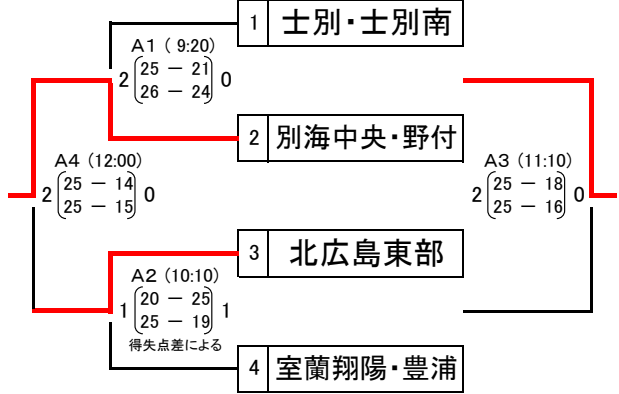 1 士別・士別南
A1 ( 9:20)
2 25 － 21 0
26 － 24
2 別海中央・野付
A4 (12:00)
2 25 － 14 0
25 － 15
A3 (11:10)
2 25 － 18 0
25 － 16
3 北広島東部
A2 (10:10)
1 20 － 25 1
25 － 19
得失点差による
4 室蘭翔陽・豊浦